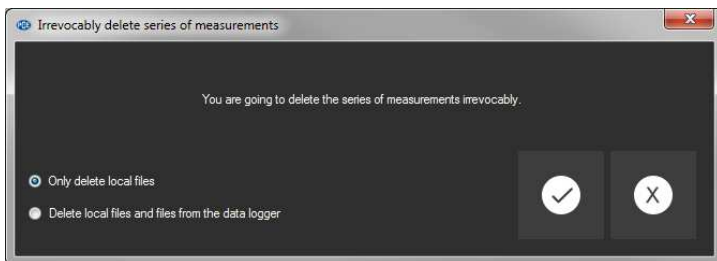 Irrevocably delete series of measurements
You are going to delete the series of measurements irrevocably.
Only delete local files
Delete local files and files from the data logger
X